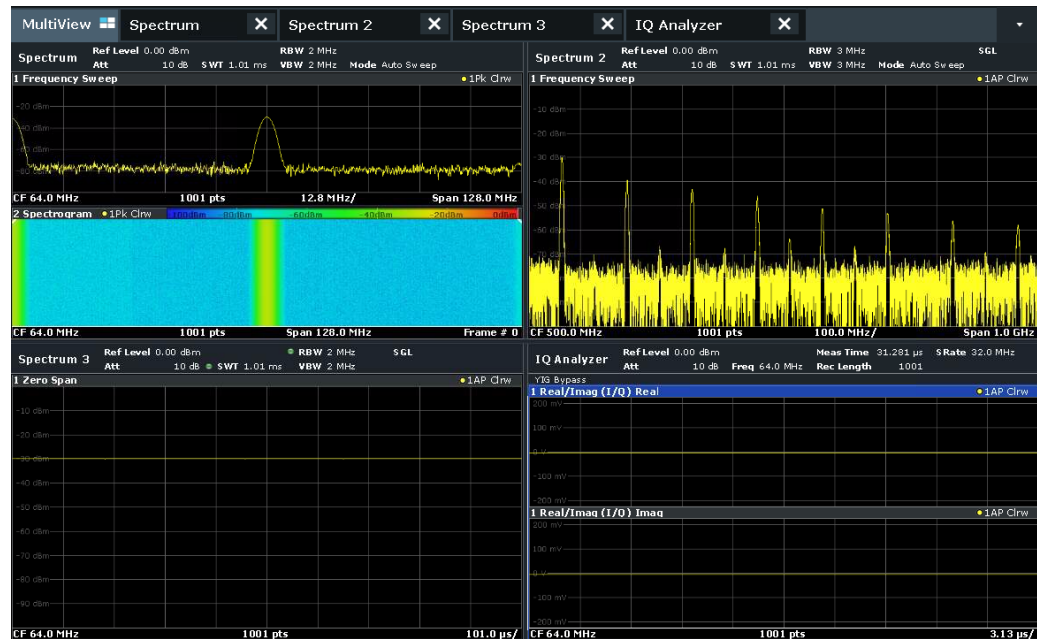 MultiView Spectrum X Spectrum 2 X Spectrum 3 X IQ Analyzer X
Spectrum Ref Level 0.00 dBm RBW 2 MHz
Att 10 dB SWT 1.01 ms VBW 2 MHz Mode Auto Sweep
1 Frequency Sweep 1Pk Clrw
-20 dBm
-40 dBm
-60 dBm
-80 dBm
CF 64.0 MHz 1001 pts 12.8 MHz/ Span 128.0 MHz
2 Spectrogram 1Pk Clrw -100dBm -80dBm -60dBm -40dBm -20dBm 0dBm
CF 64.0 MHz 1001 pts Span 128.0 MHz Frame # 0
Spectrum 2 Ref Level 0.00 dBm RBW 3 MHz SGL
Att 10 dB SWT 1.01 ms VBW 3 MHz Mode Auto Sweep
1 Frequency Sweep 1AP Clrw
-10 dBm
-20 dBm
-30 dBm
-40 dBm
-50 dBm
-60 dBm
-70 dBm
CF 500.0 MHz 1001 pts 100.0 MHz/ Span 1.0 GHz
Spectrum 3 Ref Level 0.00 dBm RBW 2 MHz SGL
Att 10 dB SWT 1.01 ms VBW 2 MHz
1 Zero Span 1AP Clrw
-10 dBm
-20 dBm
-30 dBm
-40 dBm
-50 dBm
-60 dBm
-70 dBm
-80 dBm
-90 dBm
CF 64.0 MHz 1001 pts 101.0 µs/
IQ Analyzer Ref Level 0.00 dBm Meas Time 31.281 µs SRate 32.0 MHz
Att 10 dB Freq 64.0 MHz Rec Length 1001
YIG Bypass
1 Real/Imag (I/Q) Real 1AP Clrw
200 mV
100 mV
0 V
-100 mV
-200 mV
1 Real/Imag (I/Q) Imag 1AP Clrw
200 mV
100 mV
0 V
-100 mV
-200 mV
CF 64.0 MHz 1001 pts 3.13 µs/